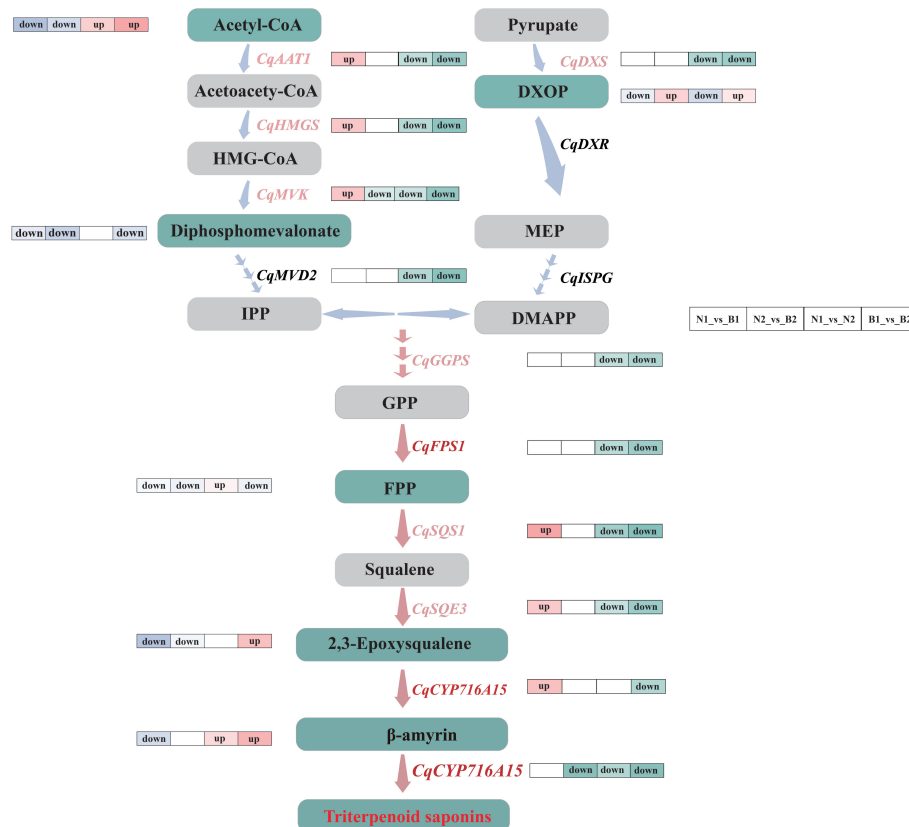 down down up up
Acetyl-CoA
Pyrupate
CqAAT1
up down down
CqDXS
down down
Acetoacety-CoA
DXOP
down up down up
CqHMGS
up down down
CqDXR
HMG-CoA
CqMVK
up down down down
down down down
Diphosphomevalonate
MEP
CqMVD2
down down
CqISPG
IPP
DMAPP
N1_vs_B1 N2_vs_B2 N1_vs_N2 B1_vs_B2
CqGGPS
down down
GPP
CqFPS1
down down
down down up down
FPP
CqSQS1
up down down
Squalene
CqSQE3
up down down
down down up
2,3-Epoxysqualene
CqCYP716A15
up down
down up up
β-amyrin
CqCYP716A15
down down down
Triterpenoid saponins